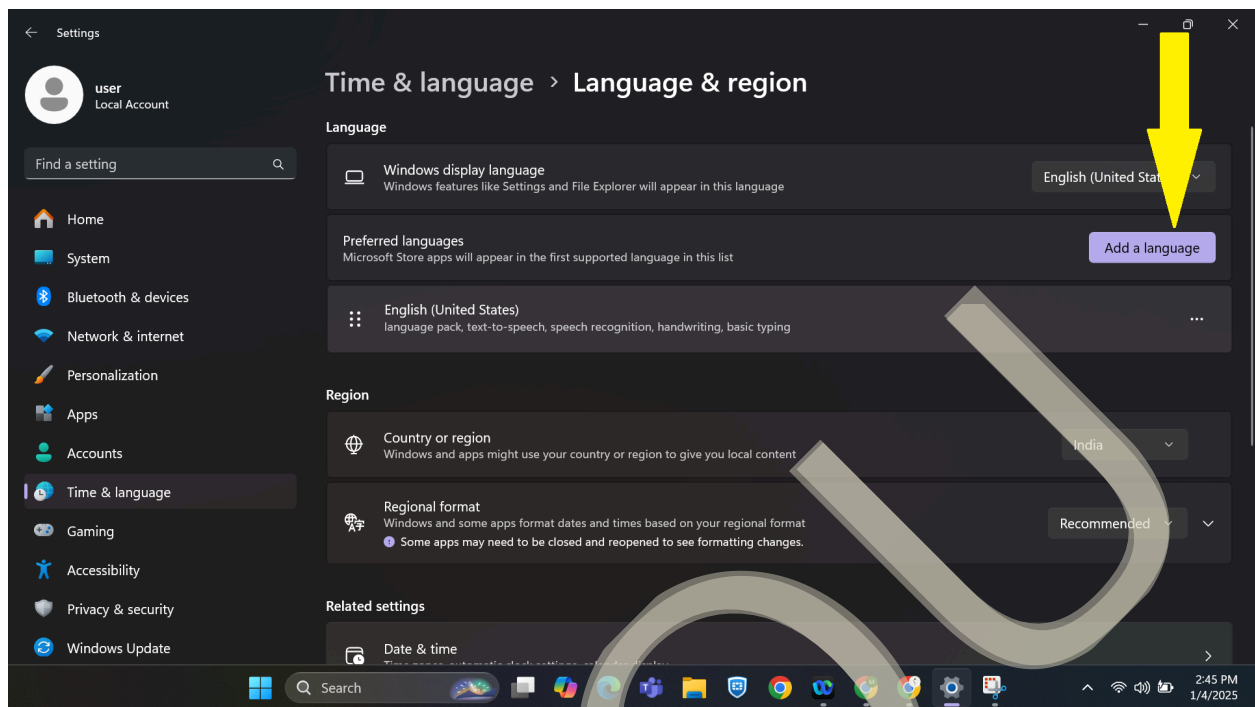 Settings
user
Local Account
Find a setting
Home
System
Bluetooth & devices
Network & internet
Personalization
Apps
Accounts
Time & language
Gaming
Accessibility
Privacy & security
Windows Update
Time & language > Language & region
Language
Windows display language
Windows features like Settings and File Explorer will appear in this language
English (United Stat
Preferred languages
Microsoft Store apps will appear in the first supported language in this list
Add a language
English (United States)
language pack, text-to-speech, speech recognition, handwriting, basic typing
Region
Country or region
Windows and apps might use your country or region to give you local content
India
Regional format
Windows and some apps format dates and times based on your regional format
Some apps may need to be closed and reopened to see formatting changes.
Recommended
Related settings
Date & time
Time zones, automatic clock settings, calendar display
Search
2:45 PM
1/4/2025